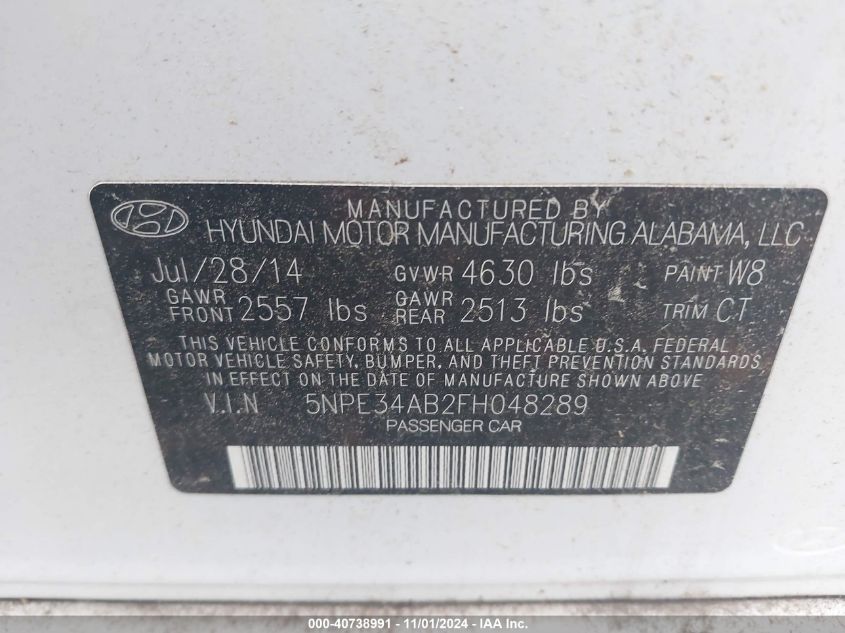 MANUFACTURED BY
HYUNDAI MOTOR MANUFACTURING ALABAMA, LLC
Jul/28/14 GVWR 4630 lbs PAINT W8
GAWR FRONT 2557 lbs GAWR REAR 2513 lbs TRIM CT
THIS VEHICLE CONFORMS TO ALL APPLICABLE U.S.A. FEDERAL
MOTOR VEHICLE SAFETY, BUMPER, AND THEFT PREVENTION STANDARDS
IN EFFECT ON THE DATE OF MANUFACTURE SHOWN ABOVE
V.I.N 5NPE34AB2FH048289
PASSENGER CAR
000-40738991 - 11/01/2024 - IAA Inc.